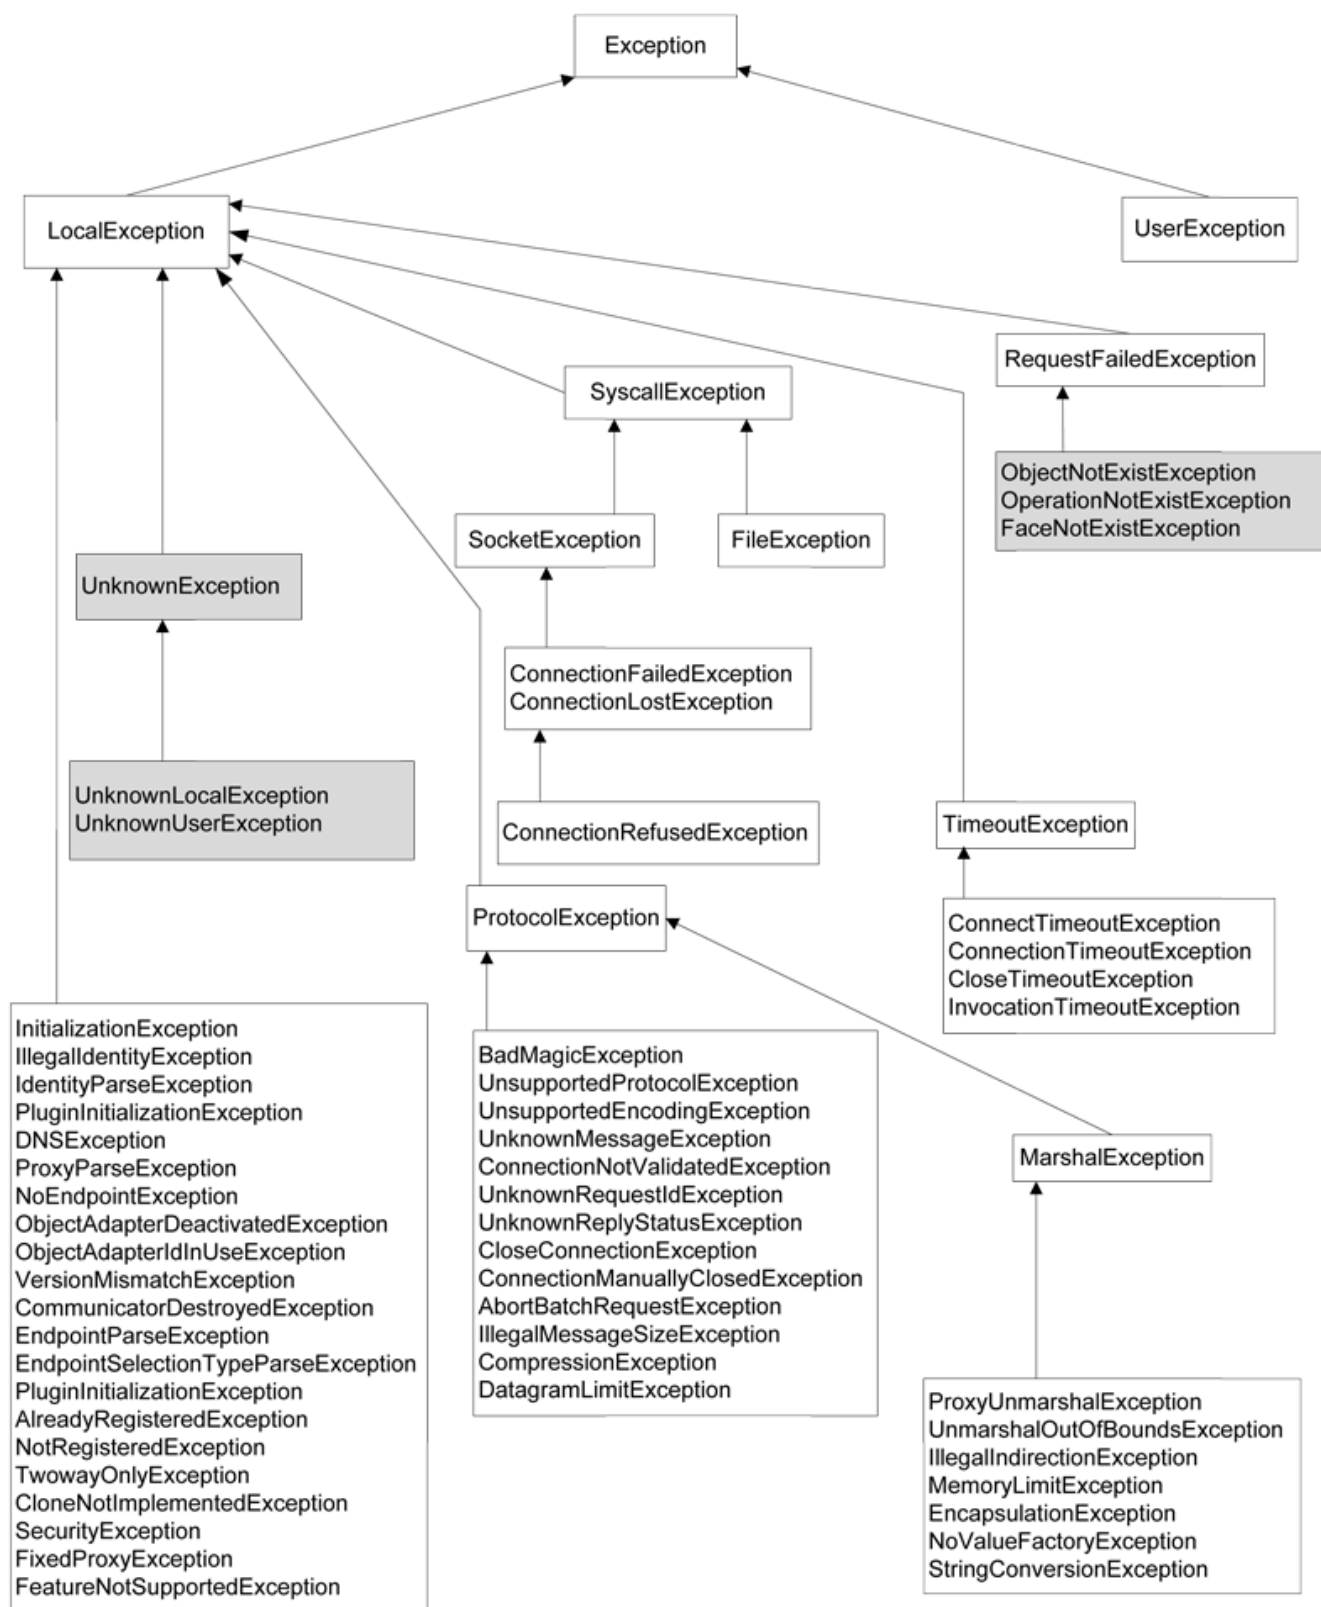 Exception
LocalException
UserException
RequestFailedException
SyscallException
ObjectNotExistException
OperationNotExistException
FaceNotExistException
SocketException
FileException
UnknownException
ConnectionFailedException
ConnectionLostException
UnknownLocalException
UnknownUserException
ConnectionRefusedException
TimeoutException
ProtocolException
ConnectTimeoutException
ConnectionTimeoutException
CloseTimeoutException
InvocationTimeoutException
InitializationException
IllegalIdentityException
IdentityParseException
PluginInitializationException
DNSException
ProxyParseException
NoEndpointException
ObjectAdapterDeactivatedException
ObjectAdapterIdInUseException
VersionMismatchException
CommunicatorDestroyedException
EndpointParseException
EndpointSelectionTypeParseException
PluginInitializationException
AlreadyRegisteredException
NotRegisteredException
TwowayOnlyException
CloneNotImplementedException
SecurityException
FixedProxyException
FeatureNotSupportedException
BadMagicException
UnsupportedProtocolException
UnsupportedEncodingException
UnknownMessageException
ConnectionNotValidatedException
UnknownRequestIdException
UnknownReplyStatusException
CloseConnectionException
ConnectionManuallyClosedException
AbortBatchRequestException
IllegalMessageSizeException
CompressionException
DatagramLimitException
MarshalException
ProxyUnmarshalException
UnmarshalOutOfBoundsException
IllegalIndirectionException
MemoryLimitException
EncapsulationException
NoValueFactoryException
StringConversionException